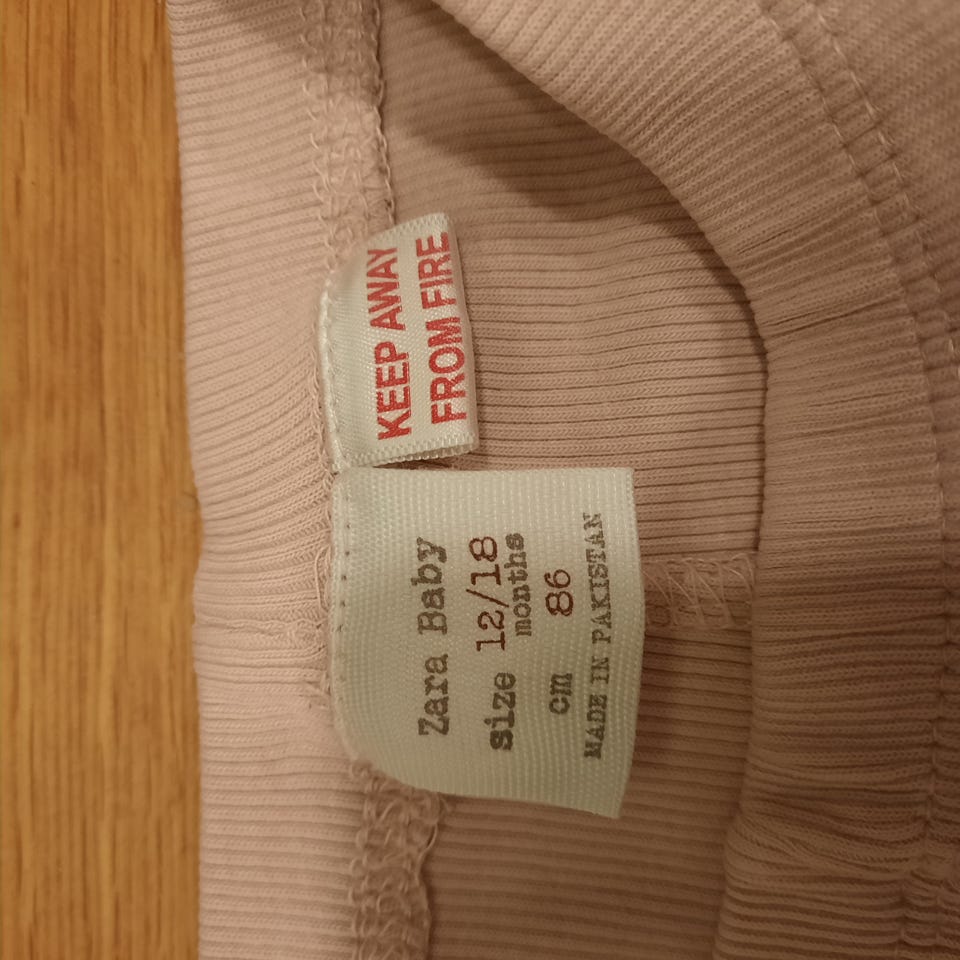 KEEP AWAY
FROM FIRE
Zara Baby
size 12/18
months
cm 86
MADE IN PAKISTAN